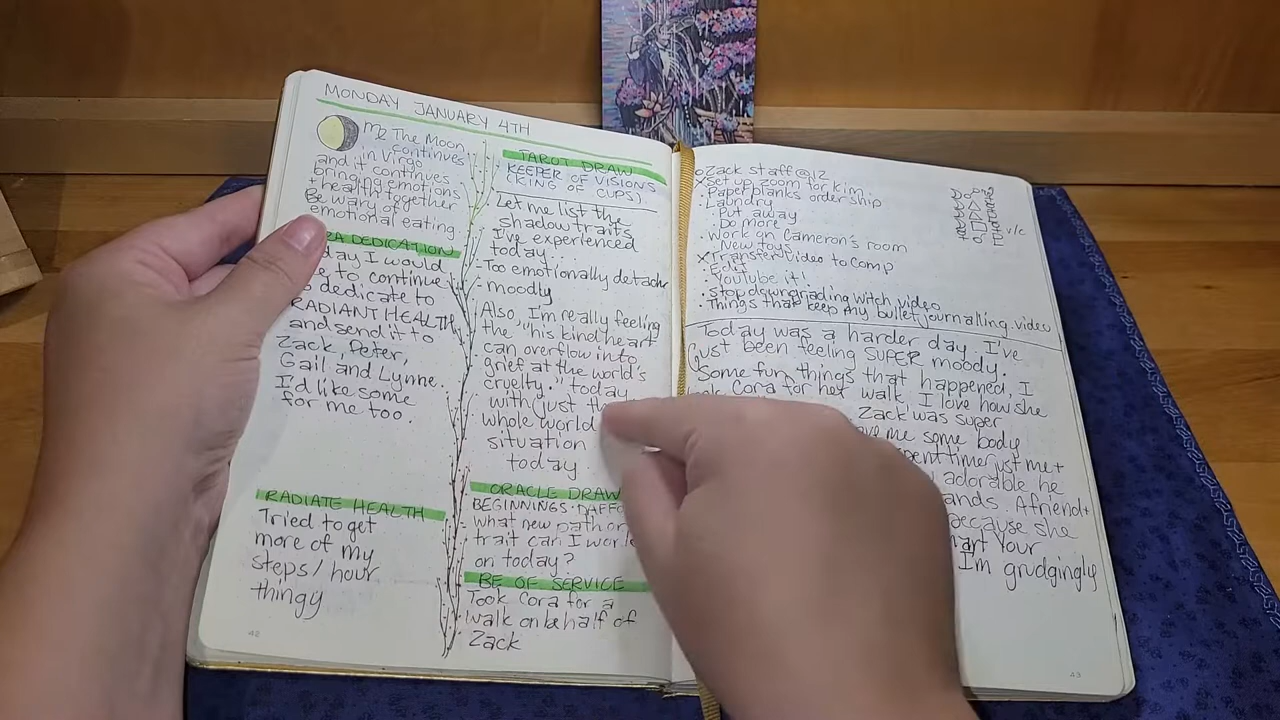 MONDAY JANUARY 4TH
The Moon
continues
in Virgo
and it continues
bringing emotions
+ health together
Be wary of
emotional eating.
RA DEDICATION
day I would
to continue
dedicate to
RADIANT HEALTH
and send it to
Zack, Peter,
Gail and Lynne.
I'd like some
for me too.
RADIATE HEALTH
Tried to get
more of my
steps/hour
thingy
42
TAROT DRAW
KEEPER OF VISIONS
(KING OF CUPS)
Let me list the
shadow traits
I've experienced
today...
- Too emotionally detache
- moody
Also, I'm really feeling
the "his kind heart
can overflow into
grief at the world's
cruelty." today
with just the
whole world
situation
today
ORACLE DRAW
BEGINNINGS · DAFFO
what new path or
trait can I work
on today?
BE OF SERVICE
Took Cora for a
walk on behalf of
Zack
o Zack staff @12
x Set up zoom for Kim
· Paper planks order ship
· Laundry
· Put away
· Do more
· Work on Cameron's room
· New toys
x Transfer video to comp
· Edit
· YouTube it!
· Stop downgrading witch video
· Things that keep my bullet journalling. video
Today was a harder day. I've
just been feeling SUPER moody.
Some fun things that happened, I
took Cora for her walk. I love how she
Zack was super
ave me some body
pent time just me +
adorable he
ands. A friend +
because she
mart your
I'm grudgingly
43